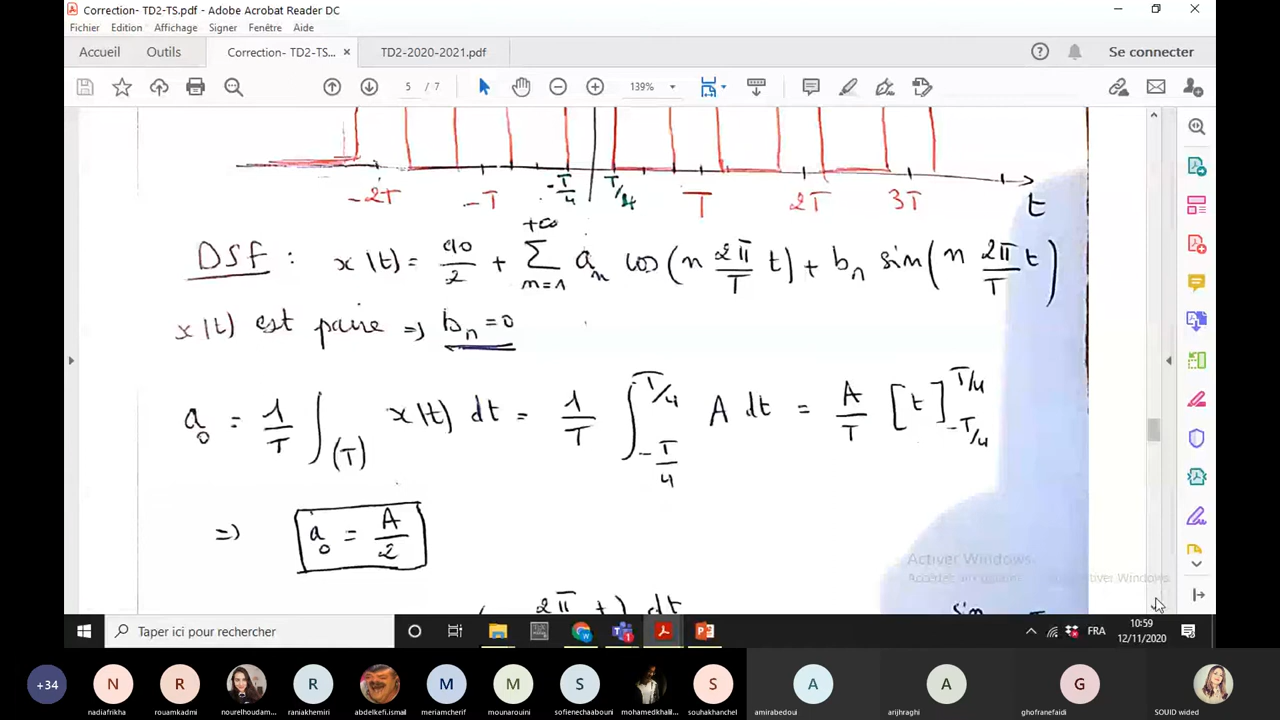 Correction- TD2-TS.pdf - Adobe Acrobat Reader DC
Fichier Edition Affichage Signer Fenêtre Aide
Accueil Outils Correction- TD2-TS... × TD2-2020-2021.pdf Se connecter
5 / 7 139%
-2T -T -T/4 T/4 T 2T 3T t
DSF : x(t) = a0/2 + +∞ Σ n=1 an cos(n 2π/T t) + bn sin(n 2π/T t)
x(t) est paire => bn = 0
a0 = 1/T ∫(T) x(t) dt = 1/T ∫ -T/4 T/4 A dt = A/T [t] -T/4 T/4
=> a0 = A/2
Activer Windows
2π t) dt sin
Taper ici pour rechercher
10:59
FRA
12/11/2020
+34 N R R M M S S A A G
nadiafrikha rouamkadmi nourelhoudam... raniakhemiri abdelkefi.ismail meriamcherif mounarouini sofienechaabouni mohamedkhalil... souhakhanchel amirabedoui arijhraghi ghofranefaidi SOUID wided